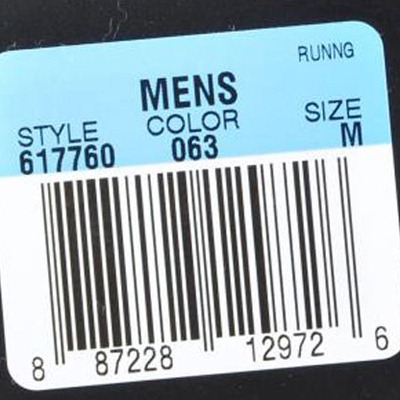 RUNNG
MENS
STYLE COLOR SIZE
617760 063 M
8 87228 12972 6